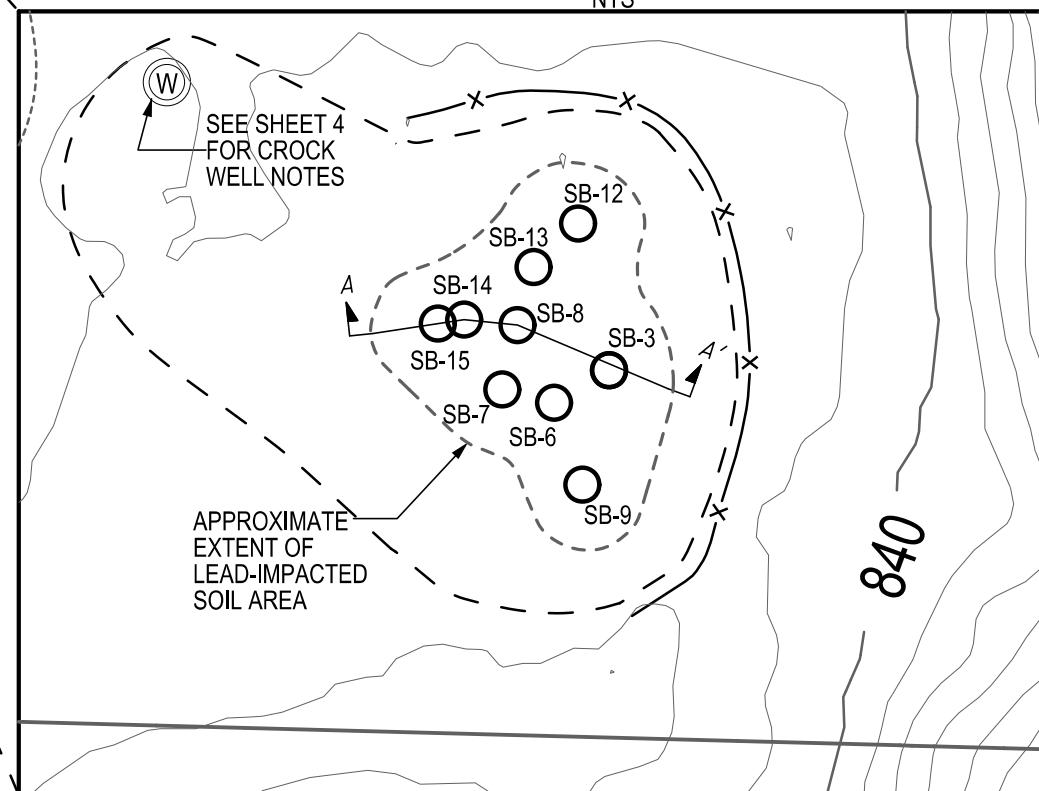 NTS
W
SEE SHEET 4
FOR CROCK
WELL NOTES
SB-12
SB-13
A
SB-14
SB-8
SB-3
A'
SB-15
SB-7
SB-6
SB-9
APPROXIMATE
EXTENT OF
LEAD-IMPACTED
SOIL AREA
840
X
X
X
X
X